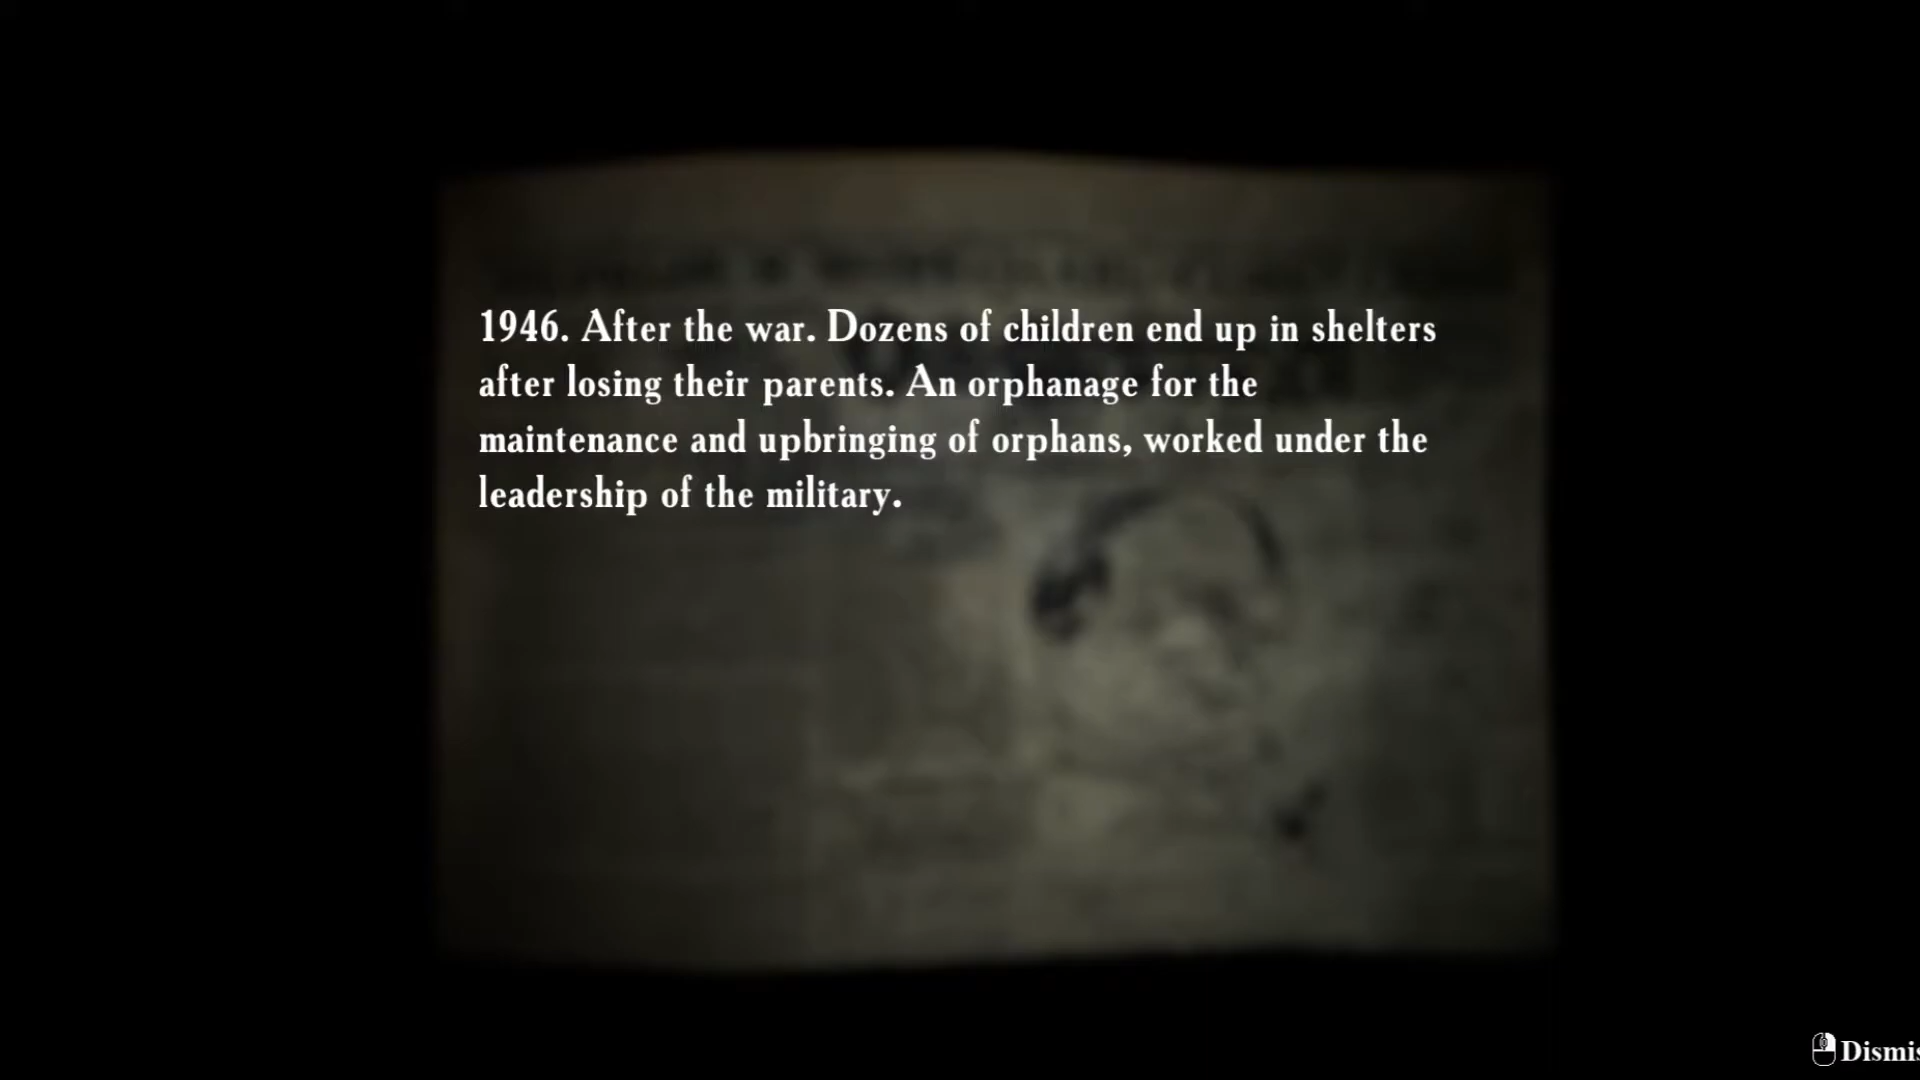 1946. After the war. Dozens of children end up in shelters
after losing their parents. An orphanage for the
maintenance and upbringing of orphans, worked under the
leadership of the military.
Dismis